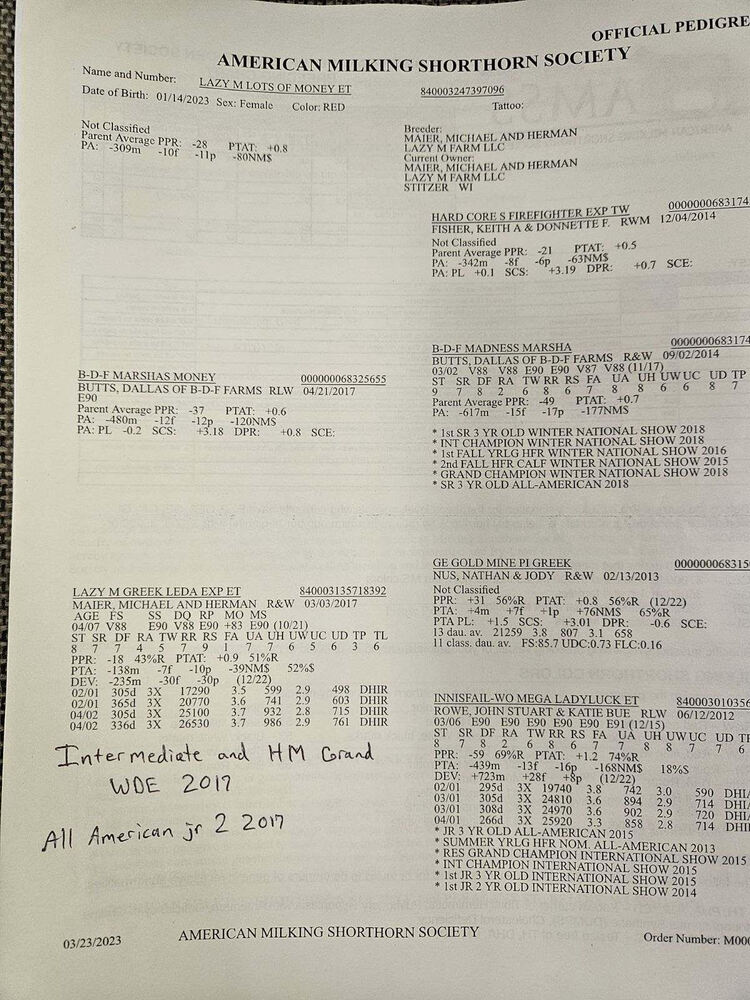 OFFICIAL PEDIGRE
AMERICAN MILKING SHORTHORN SOCIETY
Name and Number: LAZY M LOTS OF MONEY ET 840003247397096
Date of Birth: 01/14/2023 Sex: Female Color: RED Tattoo:
Not Classified
Parent Average PPR: -28 PTAT: +0.8
PA: -309m -10f -11p -80NM$
Breeder:
MAIER, MICHAEL AND HERMAN
LAZY M FARM LLC
Current Owner:
MAIER, MICHAEL AND HERMAN
LAZY M FARM LLC
STITZER WI
HARD CORE S FIREFIGHTER EXP TW 0000000683174
FISHER, KEITH A & DONNETTE F. RWM 12/04/2014
Not Classified
Parent Average PPR: -21 PTAT: +0.5
PA: -342m -8f -6p -63NM$
PA: PL +0.1 SCS: +3.19 DPR: +0.7 SCE:
B-D-F MARSHAS MONEY 000000068325655
BUTTS, DALLAS OF B-D-F FARMS RLW 04/21/2017
E90
Parent Average PPR: -37 PTAT: +0.6
PA: -480m -12f -12p -120NM$
PA: PL -0.2 SCS: +3.18 DPR: +0.8 SCE:
B-D-F MADNESS MARSHA 0000000683174
BUTTS, DALLAS OF B-D-F FARMS R&W 09/02/2014
03/02 V88 V88 E90 E90 V87 V88 (11/17)
ST SR DF RA TW RR RS FA UA UH UW UC UD TP
9 7 8 2 6 8 6 7 8 8 6 6 8 7
Parent Average PPR: -49 PTAT: +0.7
PA: -617m -15f -17p -177NM$
* 1st SR 3 YR OLD WINTER NATIONAL SHOW 2018
* INT CHAMPION WINTER NATIONAL SHOW 2018
* 1st FALL YRLG HFR WINTER NATIONAL SHOW 2016
* 2nd FALL HFR CALF WINTER NATIONAL SHOW 2015
* GRAND CHAMPION WINTER NATIONAL SHOW 2018
* SR 3 YR OLD ALL-AMERICAN 2018
LAZY M GREEK LEDA EXP ET 840003135718392
MAIER, MICHAEL AND HERMAN R&W 03/03/2017
AGE FS SS DQ RP MO MS
04/07 V88 V88 E90 +83 E90 (10/21)
ST SR DF RA TW RR RS FA UA UH UW UC UD TP TL
8 7 7 4 5 7 9 1 7 7 6 5 6 3 6
PPR: -18 43%R PTAT: +0.9 51%R
PTA: -138m -7f -10p -39NM$ 52%$
DEV: -235m -30f -30p (12/22)
02/01 305d 3X 17290 3.5 599 2.9 498 DHIR
02/01 365d 3X 20770 3.6 741 2.9 603 DHIR
04/02 305d 3X 25100 3.7 932 2.8 715 DHIR
04/02 336d 3X 26530 3.7 986 2.9 761 DHIR
GE GOLD MINE PI GREEK 0000000683150
NUS, NATHAN & JODY R&W 02/13/2013
Not Classified
PPR: +31 56%R PTAT: +0.8 56%R (12/22)
PTA: +4m +7f +1p +76NM$ 65%R
PTA PL: +1.5 SCS: +3.01 DPR: -0.6 SCE:
13 dau. av. 21259 3.8 807 3.1 658
11 class. dau. av. FS:85.7 UDC:0.73 FLC:0.16
INNISFAIL-WO MEGA LADYLUCK ET 84000301035
ROWE, JOHN STUART & KATIE BUE RLW 06/12/2012
03/06 E90 E90 E90 E90 E90 E91 (12/15)
ST SR DF RA TW RR RS FA UA UH UW UC UD TP
8 7 8 2 6 8 6 7 7 8 8 7 7 6
PPR: -59 69%R PTAT: +1.2 74%R
PTA: -439m -13f -16p -168NM$ 18%$
DEV: +723m +28f +8p (12/22)
02/01 295d 3X 19740 3.8 742 3.0 590 DHI
03/01 305d 3X 24810 3.6 894 2.9 714 DHI
03/01 308d 3X 24970 3.6 902 2.9 720 DHI
04/01 266d 3X 25920 3.3 858 2.8 714 DHI
* JR 3 YR OLD ALL-AMERICAN 2015
* SUMMER YRLG HFR NOM. ALL-AMERICAN 2013
* RES GRAND CHAMPION INTERNATIONAL SHOW 2015
* INT CHAMPION INTERNATIONAL SHOW 2015
* 1st JR 3 YR OLD INTERNATIONAL SHOW 2015
* 1st JR 2 YR OLD INTERNATIONAL SHOW 2014
Intermediate and HM Grand
WDE 2017
All American jr 2 2017
03/23/2023 AMERICAN MILKING SHORTHORN SOCIETY Order Number: M000